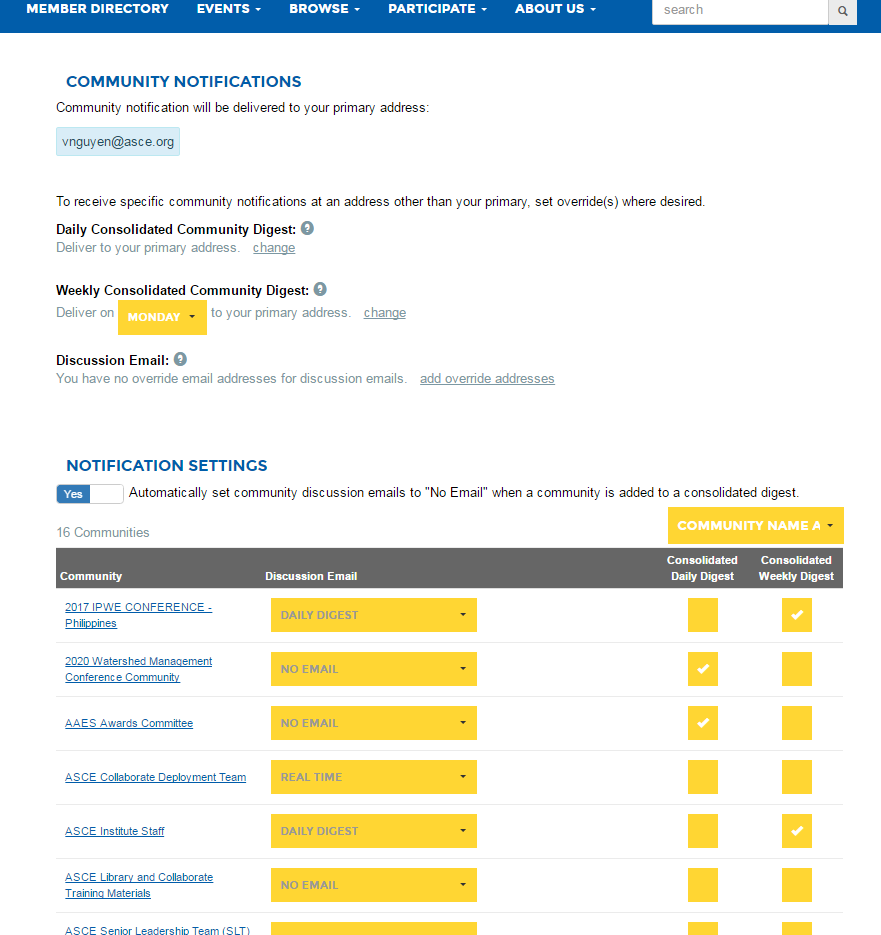 MEMBER DIRECTORY EVENTS BROWSE PARTICIPATE ABOUT US search
COMMUNITY NOTIFICATIONS
Community notification will be delivered to your primary address:
vnguyen@asce.org
To receive specific community notifications at an address other than your primary, set override(s) where desired.
Daily Consolidated Community Digest: ?
Deliver to your primary address. change
Weekly Consolidated Community Digest: ?
Deliver on MONDAY to your primary address. change
Discussion Email: ?
You have no override email addresses for discussion emails. add override addresses
NOTIFICATION SETTINGS
Yes Automatically set community discussion emails to "No Email" when a community is added to a consolidated digest.
16 Communities COMMUNITY NAME A
Community Discussion Email Consolidated Daily Digest Consolidated Weekly Digest
2017 IPWE CONFERENCE -
Philippines
DAILY DIGEST
2020 Watershed Management
Conference Community
NO EMAIL
AAES Awards Committee NO EMAIL
ASCE Collaborate Deployment Team REAL TIME
ASCE Institute Staff DAILY DIGEST
ASCE Library and Collaborate
Training Materials
NO EMAIL
ASCE Senior Leadership Team (SLT)